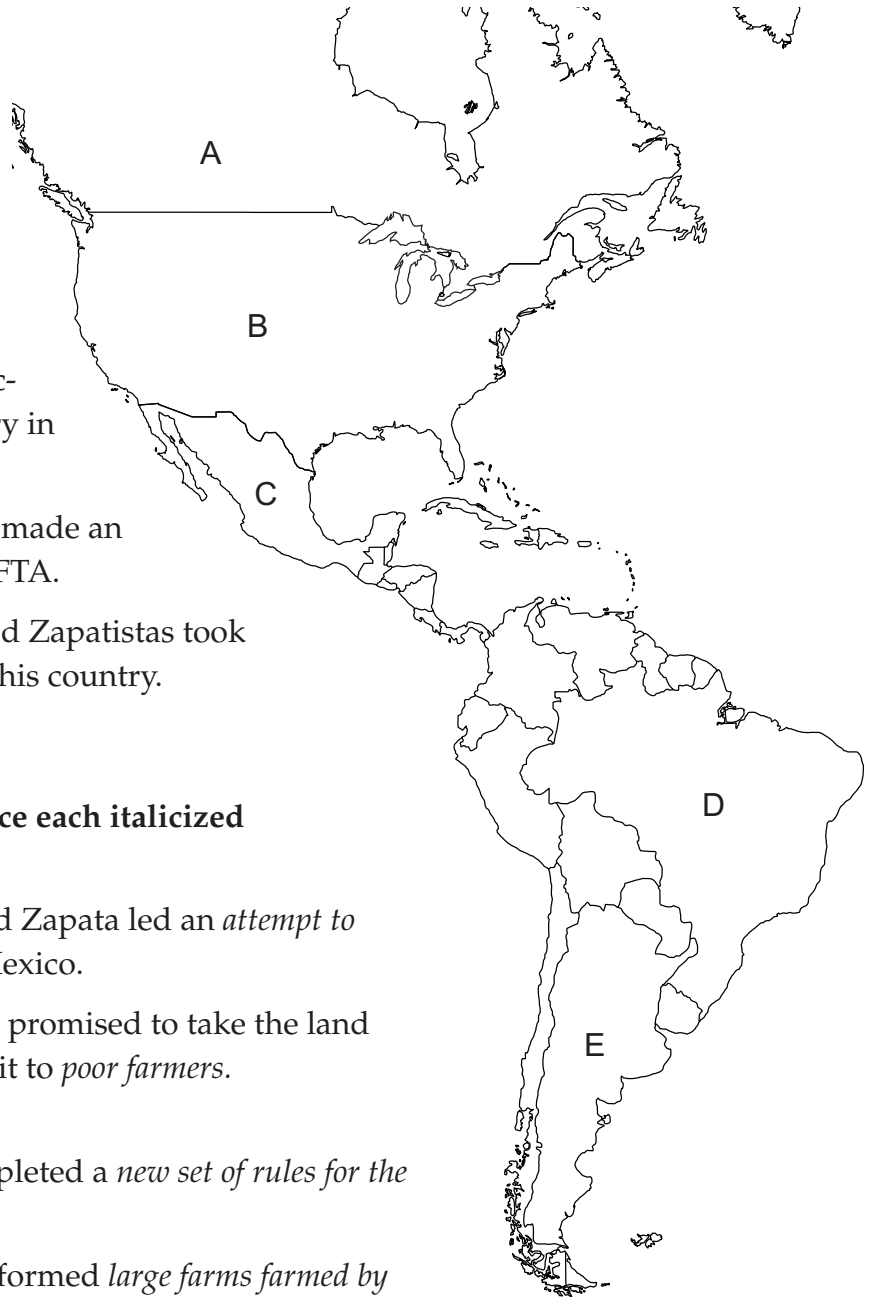 A
B
c-
y in
C
made an
FTA.
d Zapatistas took
his country.
D
ce each italicized
d Zapata led an attempt to
Mexico.
promised to take the land
E
it to poor farmers.
pleted a new set of rules for the
formed large farms farmed by